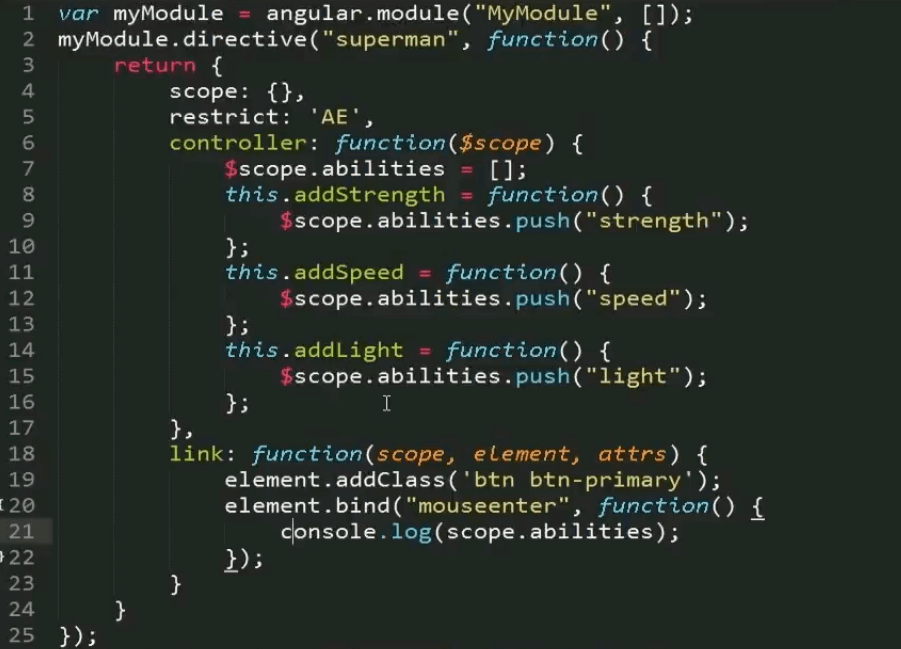 1 var myModule = angular.module("MyModule", []);
2 myModule.directive("superman", function() {
3     return {
4         scope: {},
5         restrict: 'AE',
6         controller: function($scope) {
7             $scope.abilities = [];
8             this.addStrength = function() {
9                 $scope.abilities.push("strength");
10             };
11             this.addSpeed = function() {
12                 $scope.abilities.push("speed");
13             };
14             this.addLight = function() {
15                 $scope.abilities.push("light");
16             };
17         },
18         link: function(scope, element, attrs) {
19             element.addClass('btn btn-primary');
20             element.bind("mouseenter", function() {
21                 console.log(scope.abilities);
22             });
23         }
24     }
25 });